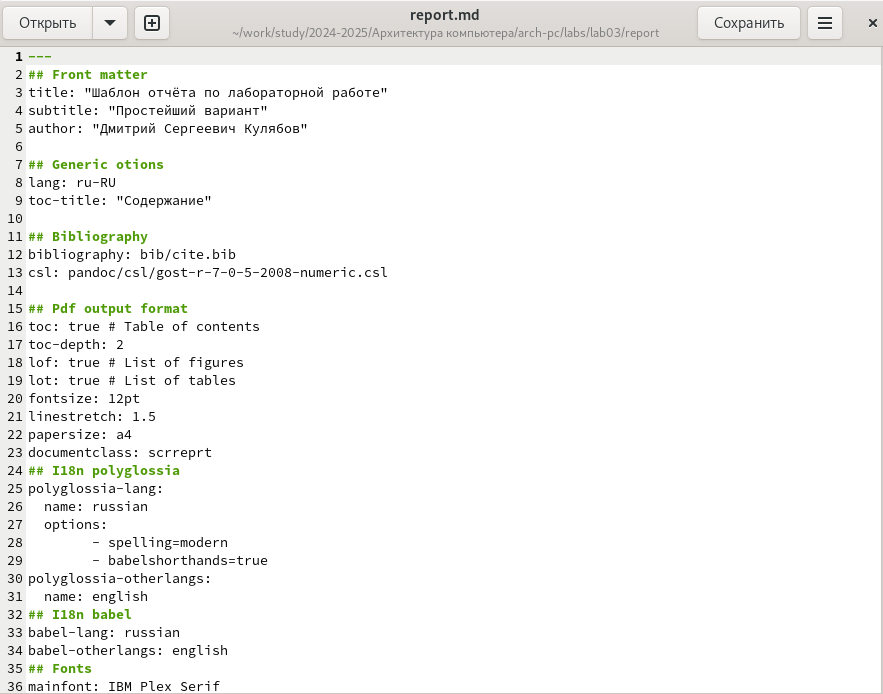 Открыть
report.md
~/work/study/2024-2025/Архитектура компьютера/arch-pc/labs/lab03/report
Сохранить
1 ---
2 ## Front matter
3 title: "Шаблон отчёта по лабораторной работе"
4 subtitle: "Простейший вариант"
5 author: "Дмитрий Сергеевич Кулябов"
6
7 ## Generic otions
8 lang: ru-RU
9 toc-title: "Содержание"
10
11 ## Bibliography
12 bibliography: bib/cite.bib
13 csl: pandoc/csl/gost-r-7-0-5-2008-numeric.csl
14
15 ## Pdf output format
16 toc: true # Table of contents
17 toc-depth: 2
18 lof: true # List of figures
19 lot: true # List of tables
20 fontsize: 12pt
21 linestretch: 1.5
22 papersize: a4
23 documentclass: scrreprt
24 ## I18n polyglossia
25 polyglossia-lang:
26   name: russian
27   options:
28         - spelling=modern
29         - babelshorthands=true
30 polyglossia-otherlangs:
31   name: english
32 ## I18n babel
33 babel-lang: russian
34 babel-otherlangs: english
35 ## Fonts
36 mainfont: IBM Plex Serif